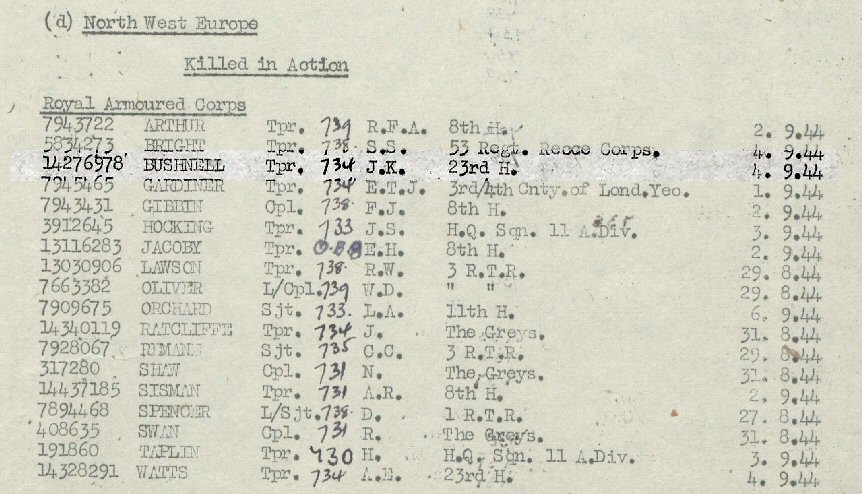 (d) North West Europe
Killed in Action
Royal Armoured Corps
7943722 ARTHUR Tpr. 739 R.F.A. 8th H. 2. 9.44
5834273 BRIGHT Tpr. 738 S.S. 53 Regt. Recce Corps. 4. 9.44
14276978 BUSHNELL Tpr. 734 J.K. 23rd H. 4. 9.44
7945465 GARDINER Tpr. 734 E.T.J. 3rd/4th Cnty.of Lond.Yeo. 1. 9.44
7943431 GIBBIN Cpl. 738 F.J. 8th H. 2. 9.44
3912645 HOCKING Tpr. 733 J.S. H.Q. Sqn. 11 A.Div. 3. 9.44
13116283 JACOBY Tpr. E.H. 8th H. 2. 9.44
13030906 LAWSON Tpr. 738 R.W. 3 R.T.R. 29. 8.44
7663382 OLIVER L/Cpl. 739 W.D. " " 29. 8.44
7909675 ORCHARD Sjt. 733 L.A. 11th H. 6. 9.44
14340119 RATCLIFFE Tpr. 734 J. The Greys. 31. 8.44
7928067 Sjt. 735 C.C. 3 R.T.R. 29. 8.44
317280 SHAW Cpl. 731 N. The Greys. 31. 8.44
14437185 SISMAN Tpr. 731 A.R. 8th H. 2. 9.44
7894468 SPENCER L/Sjt. 738 D. 1 R.T.R. 27. 8.44
408635 SWAN Cpl. 731 R. The Greys. 31. 8.44
191860 TAPLIN Tpr. 730 H. H.Q. Sqn. 11 A.Div. 3. 9.44
14328291 WATTS Tpr. 734 A.E. 23rd H. 4. 9.44